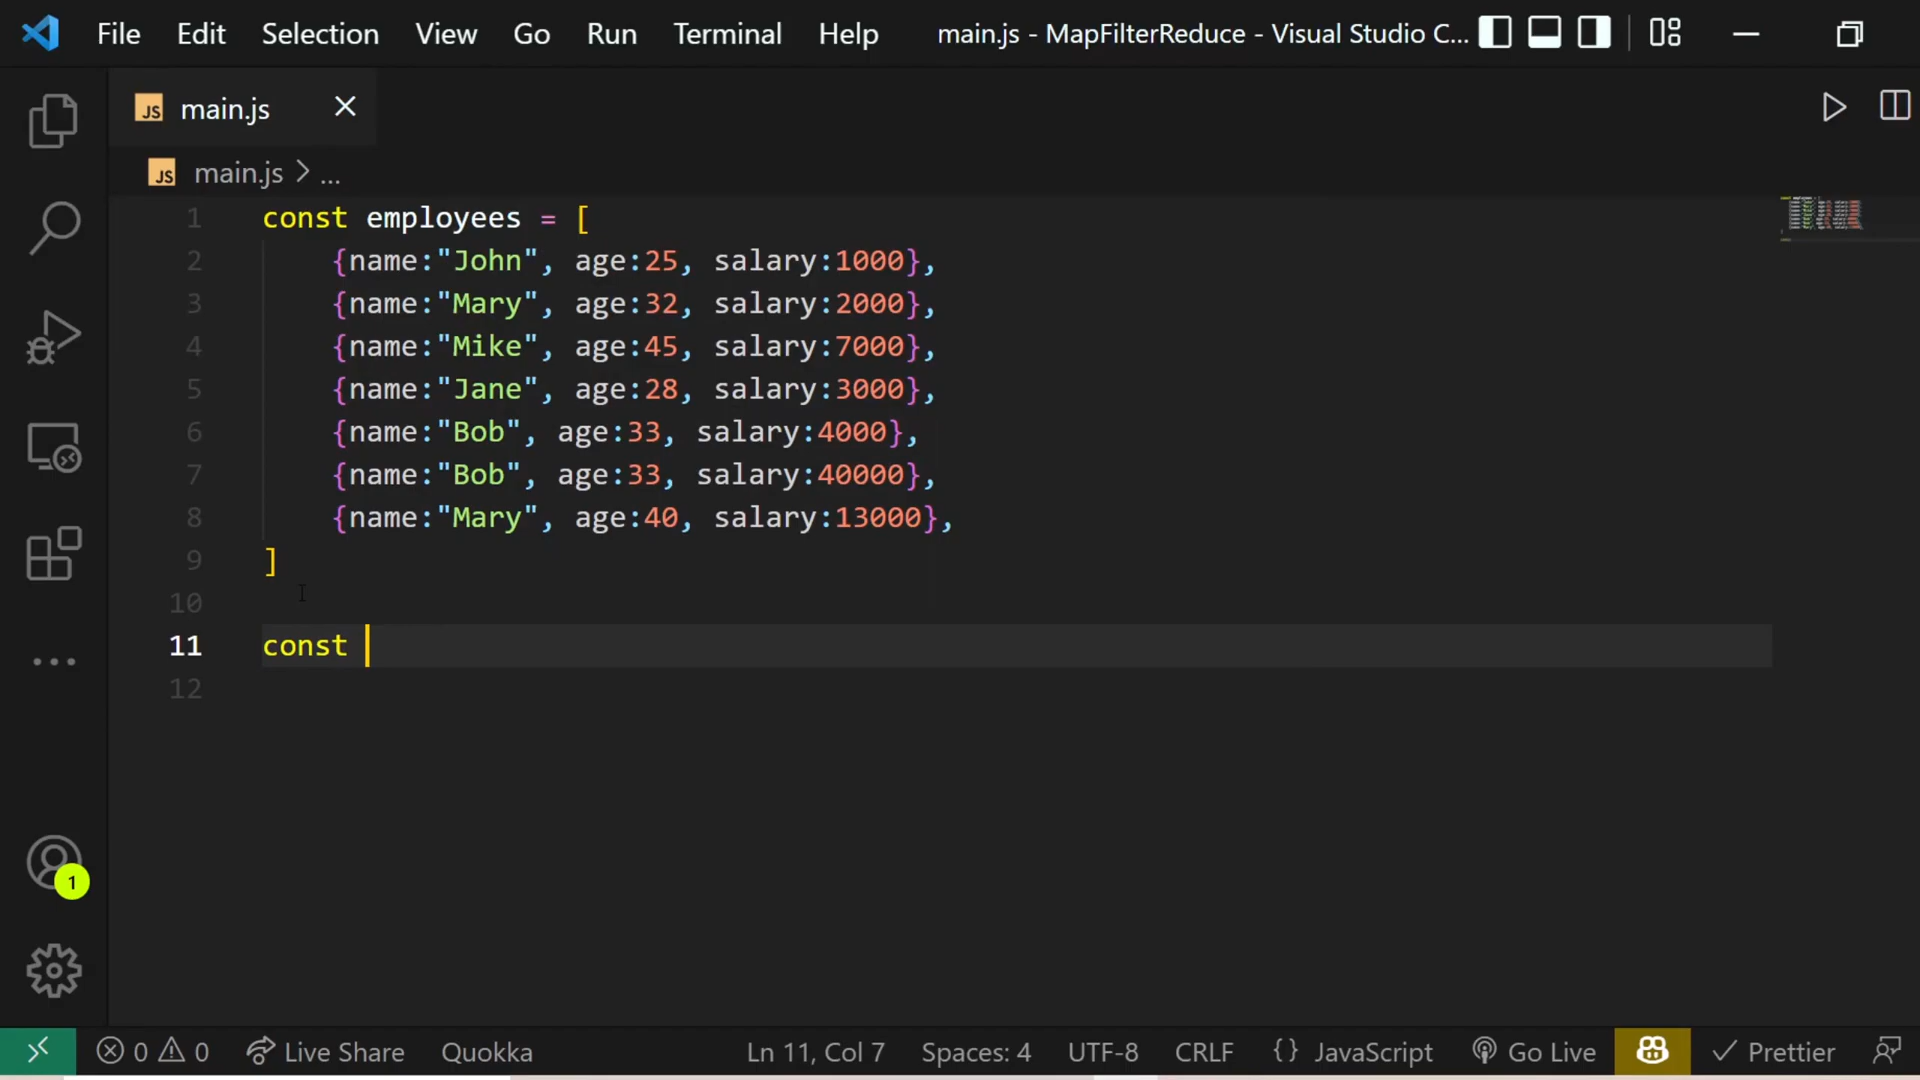 File Edit Selection View Go Run Terminal Help main.js - MapFilterReduce - Visual Studio C...
JS main.js
JS main.js > ...
1 const employees = [
2 {name:"John", age:25, salary:1000},
3 {name:"Mary", age:32, salary:2000},
4 {name:"Mike", age:45, salary:7000},
5 {name:"Jane", age:28, salary:3000},
6 {name:"Bob", age:33, salary:4000},
7 {name:"Bob", age:33, salary:40000},
8 {name:"Mary", age:40, salary:13000},
9 ]
10
11 const
12
1
0 0 Live Share Quokka Ln 11, Col 7 Spaces: 4 UTF-8 CRLF {} JavaScript Go Live Prettier